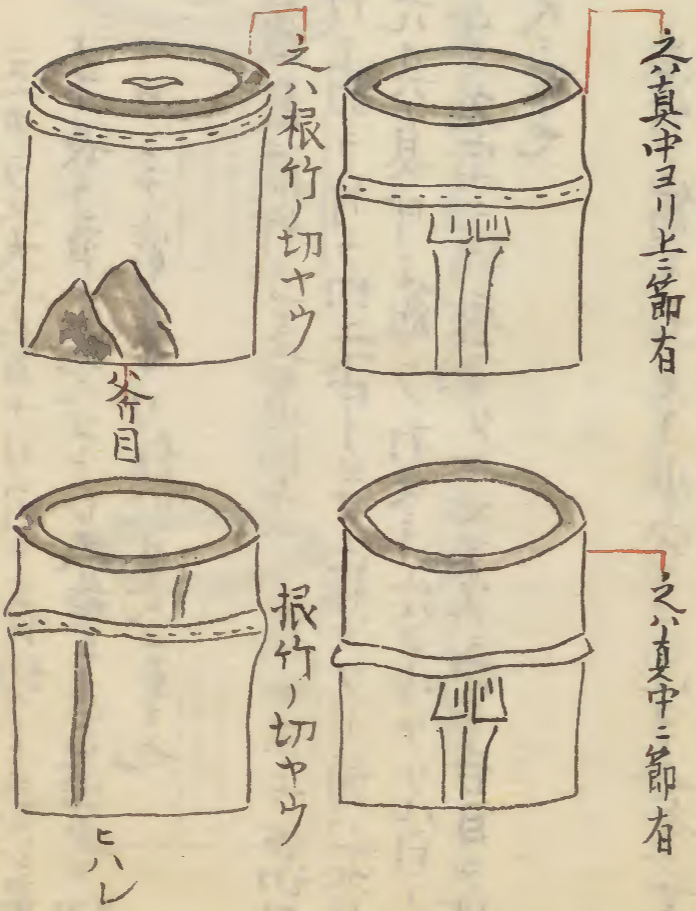 之ハ真中ヨリ上ニ節有
之ハ真中ニ節有
之ハ根竹ノ切ヤウ
斧目
根竹ノ切ヤウ
ヒハレ